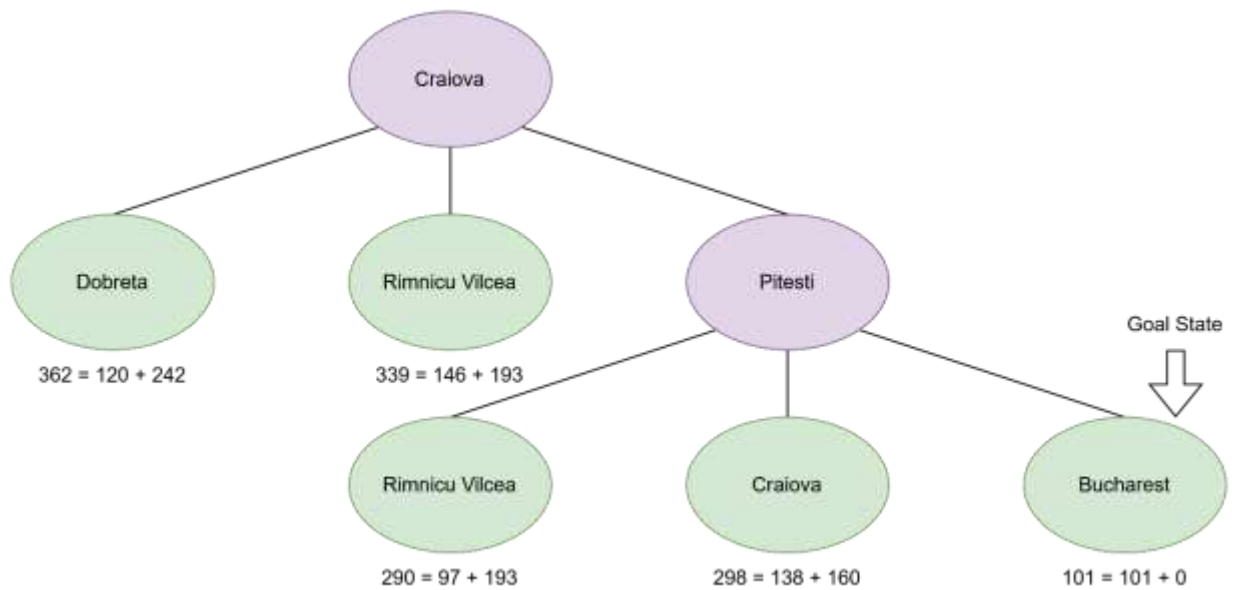 Craiova
Dobreta
Rimnicu Vilcea
Pitesti
Goal State
362 = 120 + 242
339 = 146 + 193
Rimnicu Vilcea
Craiova
Bucharest
290 = 97 + 193
298 = 138 + 160
101 = 101 + 0